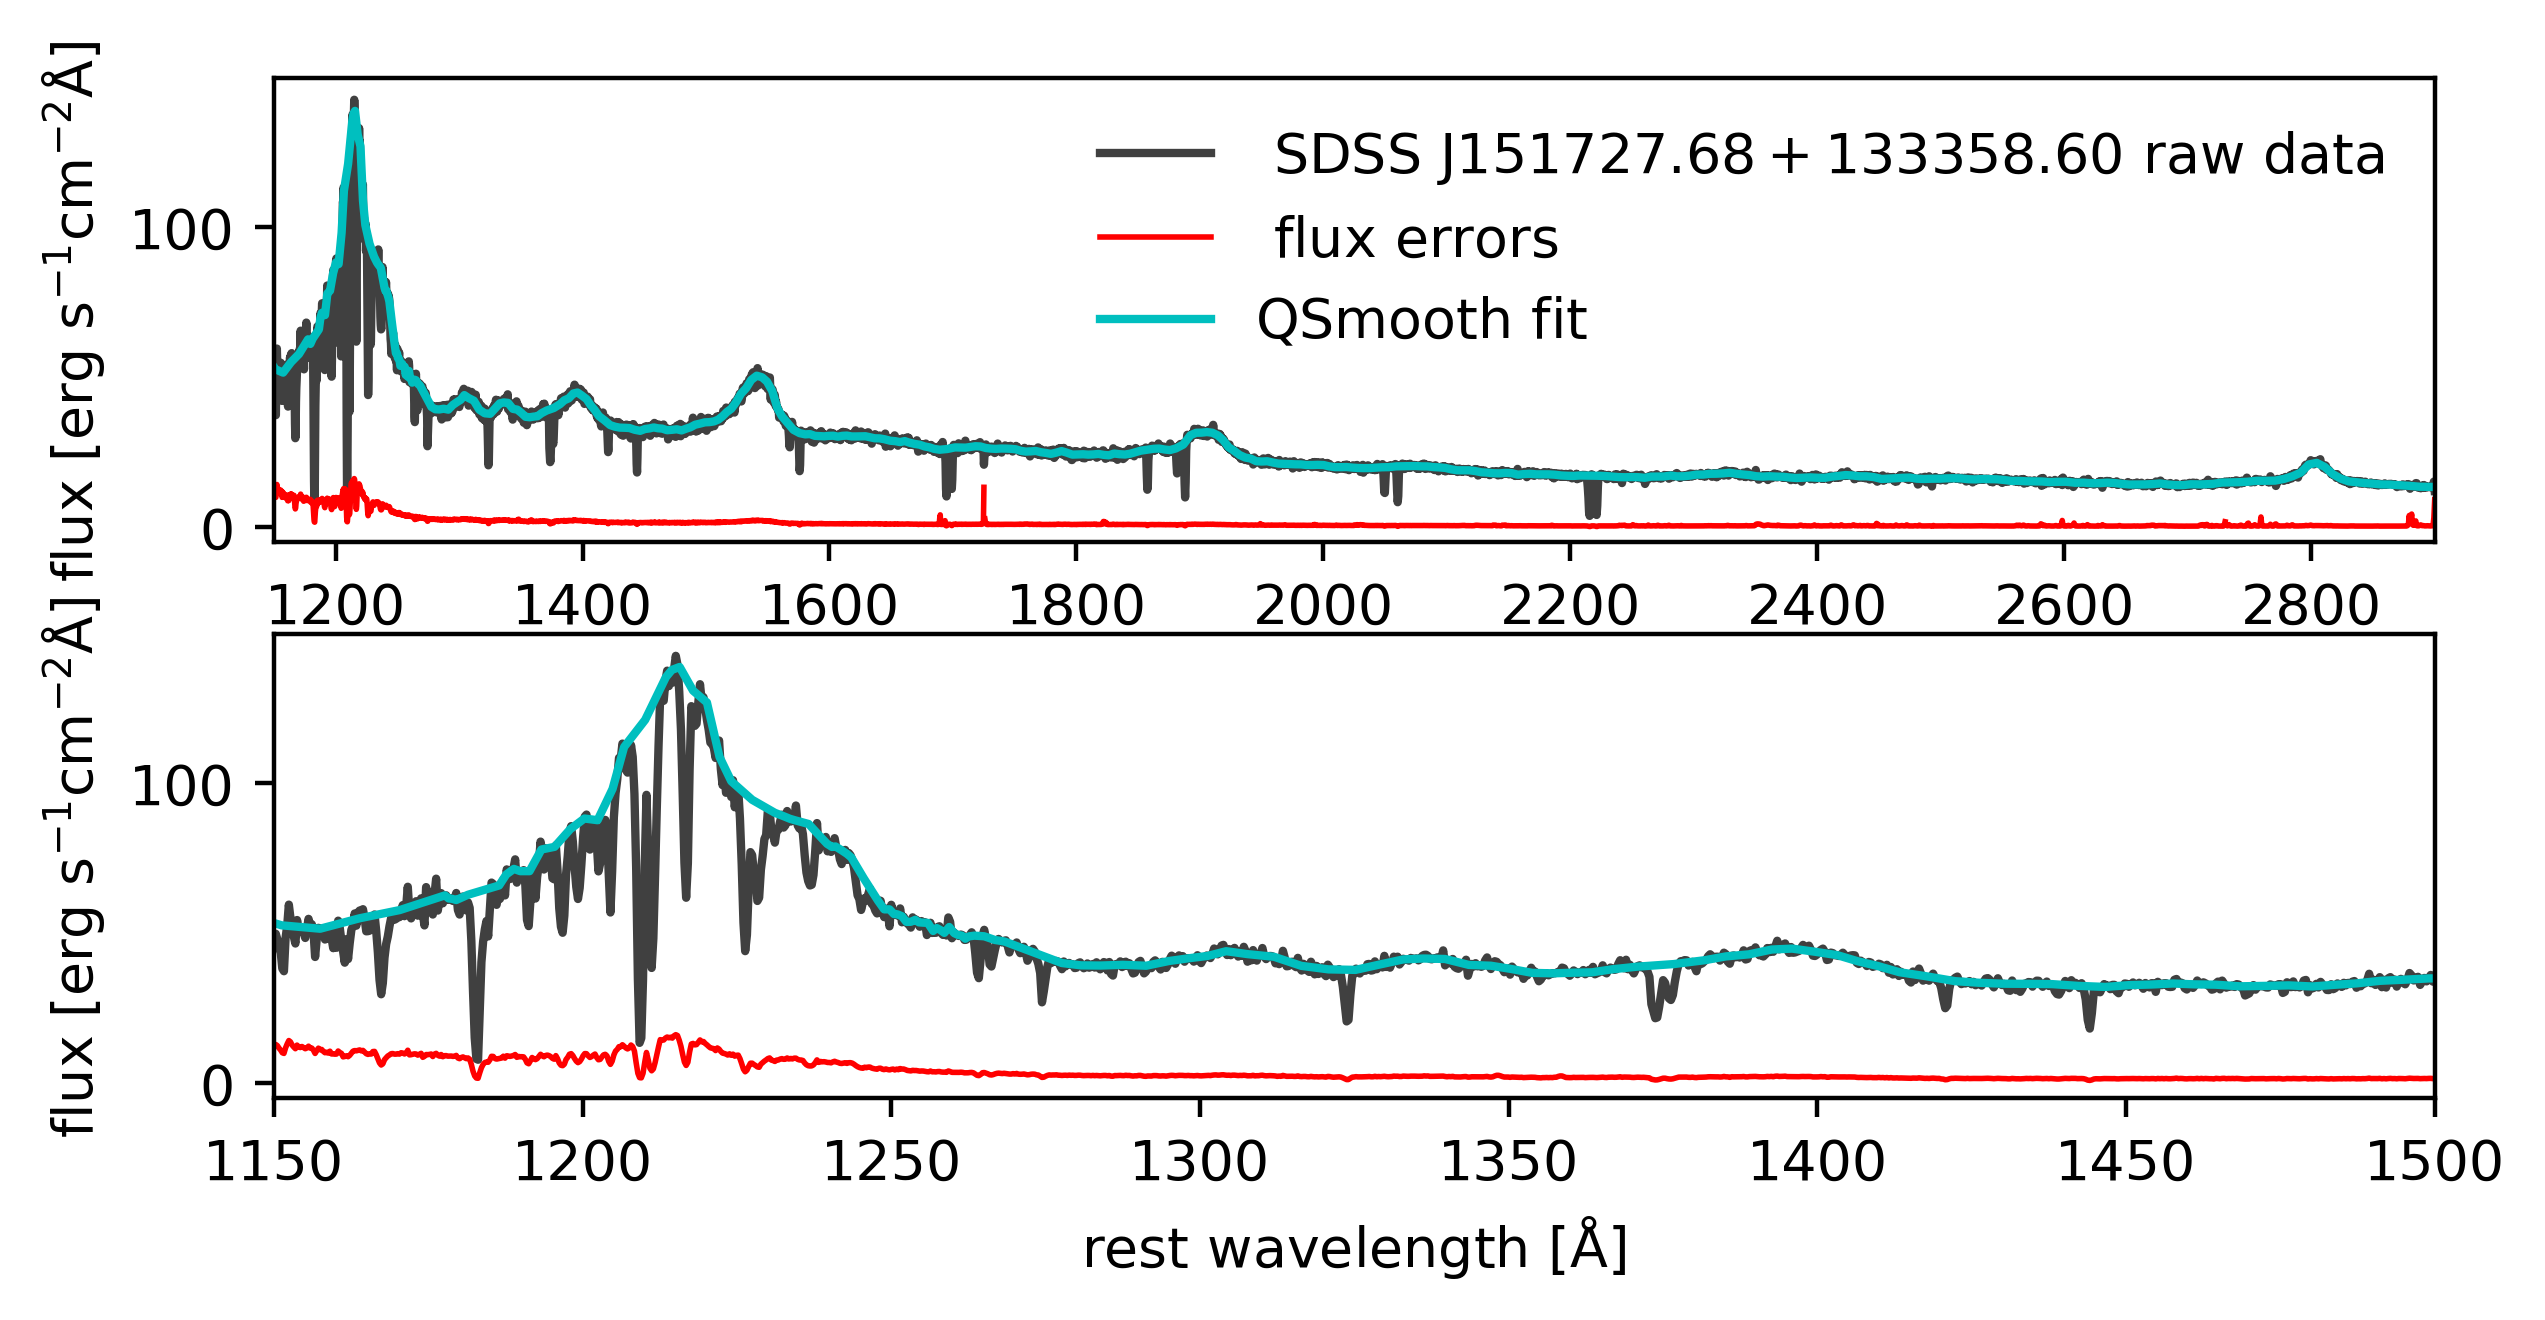 flux [erg s⁻¹cm⁻²Å]
100
0
SDSS J151727.68 + 133358.60 raw data
flux errors
QSmooth fit
1200 1400 1600 1800 2000 2200 2400 2600 2800
flux [erg s⁻¹cm⁻²Å]
100
0
1150 1200 1250 1300 1350 1400 1450 1500
rest wavelength [Å]